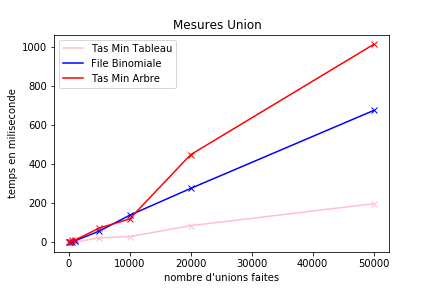 Mesures Union
Tas Min Tableau
File Binomiale
Tas Min Arbre
temps en miliseconde
1000
800
600
400
200
0
0
10000
20000
30000
40000
50000
nombre d'unions faites